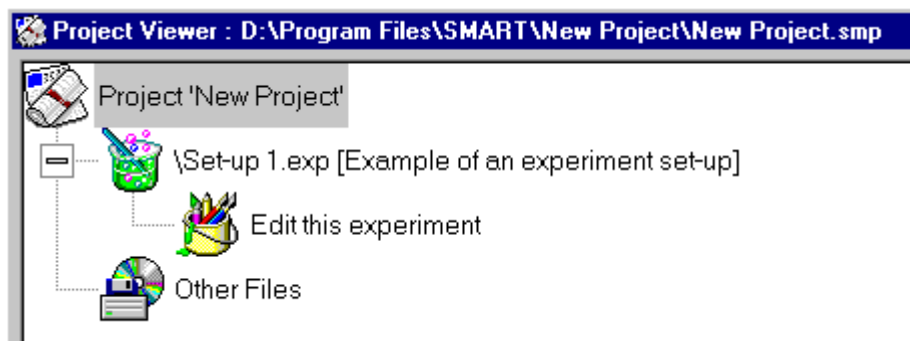 Project Viewer : D:\Program Files\SMART\New Project\New Project.smp
Project 'New Project'
\Set-up 1.exp [Example of an experiment set-up]
Edit this experiment
Other Files